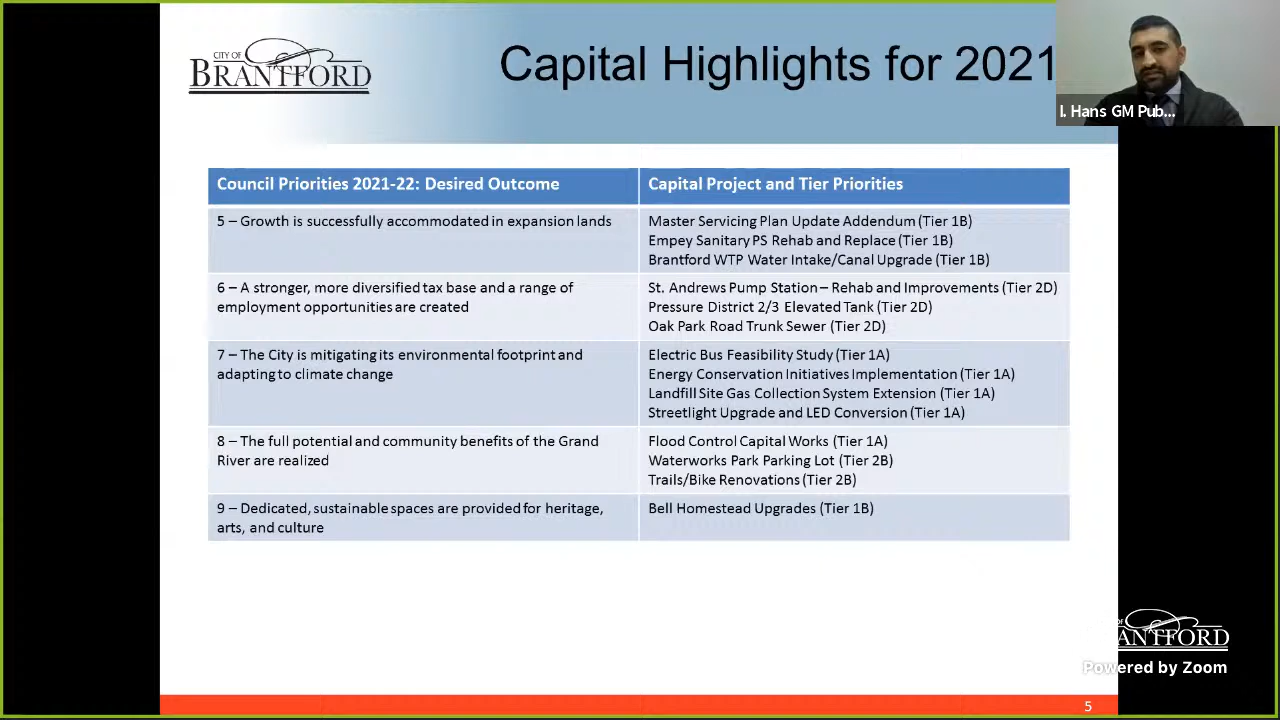 CITY OF
BRANTFORD
Capital Highlights for 2021
I. Hans GM Pub...
Council Priorities 2021-22: Desired Outcome
Capital Project and Tier Priorities
5 – Growth is successfully accommodated in expansion lands
Master Servicing Plan Update Addendum (Tier 1B)
Empey Sanitary PS Rehab and Replace (Tier 1B)
Brantford WTP Water Intake/Canal Upgrade (Tier 1B)
6 – A stronger, more diversified tax base and a range of
employment opportunities are created
St. Andrews Pump Station – Rehab and Improvements (Tier 2D)
Pressure District 2/3 Elevated Tank (Tier 2D)
Oak Park Road Trunk Sewer (Tier 2D)
7 – The City is mitigating its environmental footprint and
adapting to climate change
Electric Bus Feasibility Study (Tier 1A)
Energy Conservation Initiatives Implementation (Tier 1A)
Landfill Site Gas Collection System Extension (Tier 1A)
Streetlight Upgrade and LED Conversion (Tier 1A)
8 – The full potential and community benefits of the Grand
River are realized
Flood Control Capital Works (Tier 1A)
Waterworks Park Parking Lot (Tier 2B)
Trails/Bike Renovations (Tier 2B)
9 – Dedicated, sustainable spaces are provided for heritage,
arts, and culture
Bell Homestead Upgrades (Tier 1B)
OF
ANTFORD
Powered by Zoom
5